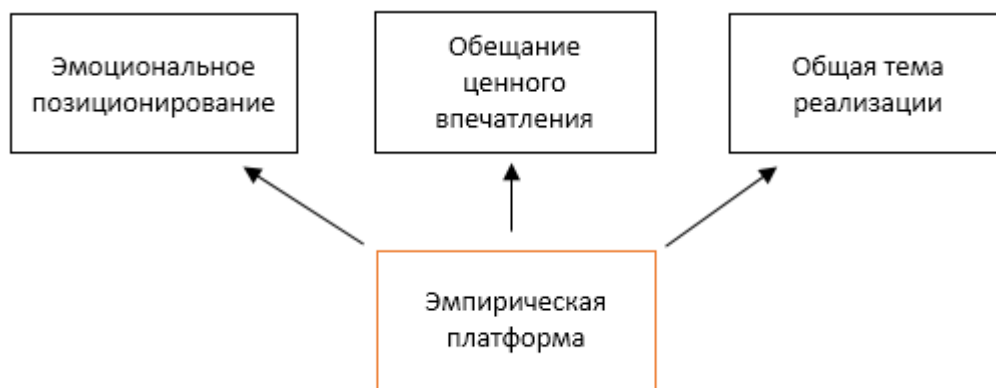 Эмоциональное
позиционирование
Обещание
ценного
впечатления
Общая тема
реализации
Эмпирическая
платформа